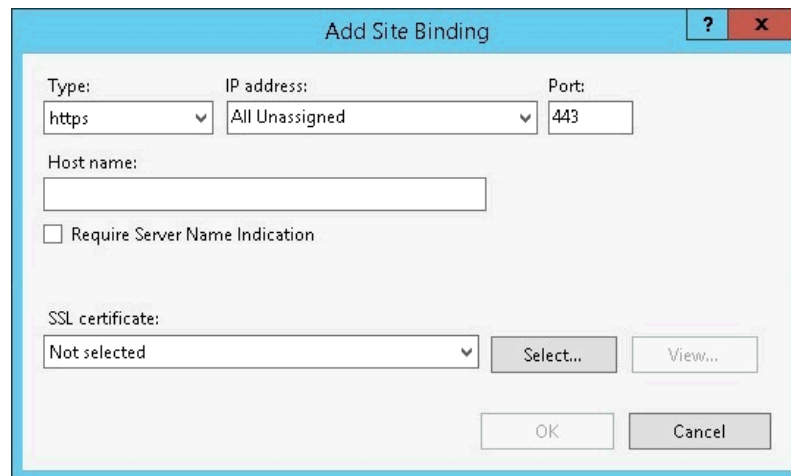 Add Site Binding
? x
Type: IP address: Port:
https All Unassigned 443
Host name:
Require Server Name Indication
SSL certificate:
Not selected Select... View...
OK Cancel